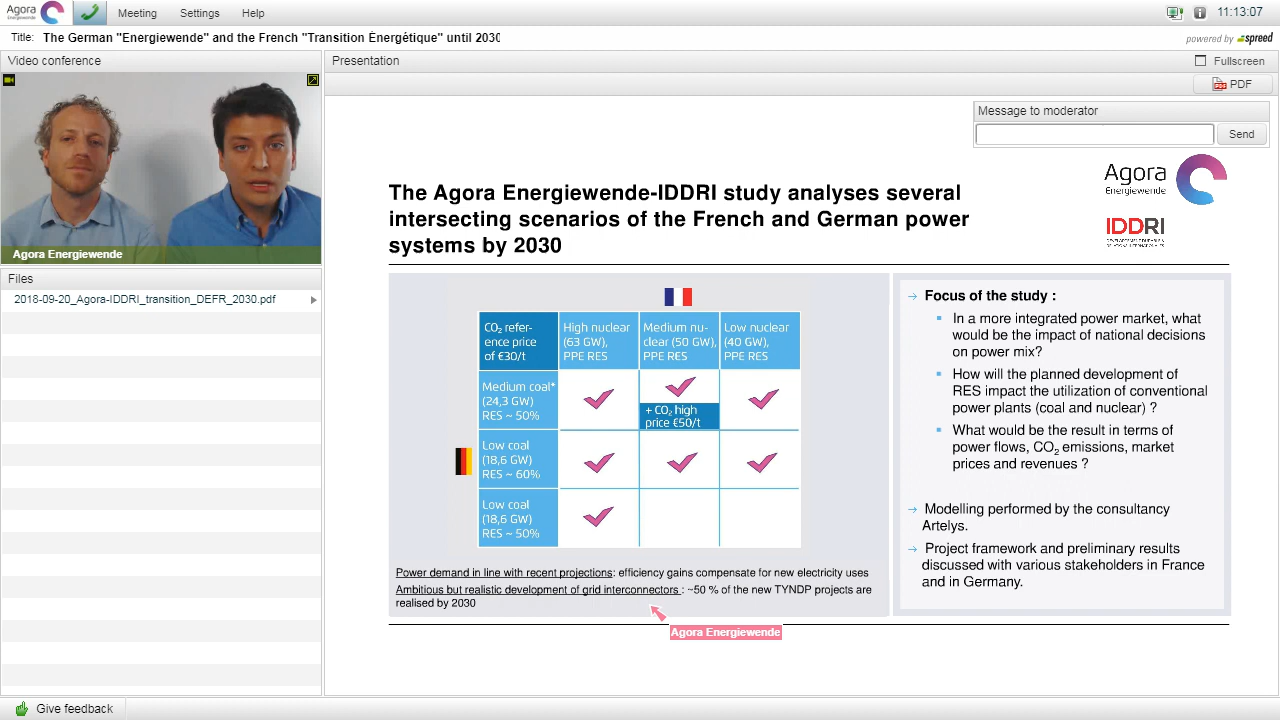 Agora
Energiewende
Meeting
Settings
Help
11:13:07
Title: The German "Energiewende" and the French "Transition Énergétique" until 2030
powered by spreed
Video conference
Presentation
Fullscreen
PDF
Message to moderator
Send
Agora Energiewende
Files
2018-09-20_Agora-IDDRI_transition_DEFR_2030.pdf
Agora
Energiewende
IDDRI
The Agora Energiewende-IDDRI study analyses several
intersecting scenarios of the French and German power
systems by 2030
CO₂ refer-
ence price
of €30/t
High nuclear
(63 GW),
PPE RES
Medium nu-
clear (50 GW),
PPE RES
Low nuclear
(40 GW),
PPE RES
Medium coal*
(24,3 GW)
RES ~ 50%
+ CO₂ high
price €50/t
Low coal
(18,6 GW)
RES ~ 60%
Low coal
(18,6 GW)
RES ~ 50%
Power demand in line with recent projections: efficiency gains compensate for new electricity uses
Ambitious but realistic development of grid interconnectors : ~50 % of the new TYNDP projects are
realised by 2030
Agora Energiewende
→ Focus of the study :
▪ In a more integrated power market, what
would be the impact of national decisions
on power mix?
▪ How will the planned development of
RES impact the utilization of conventional
power plants (coal and nuclear) ?
▪ What would be the result in terms of
power flows, CO₂ emissions, market
prices and revenues ?
→ Modelling performed by the consultancy
Artelys.
→ Project framework and preliminary results
discussed with various stakeholders in France
and in Germany.
Give feedback